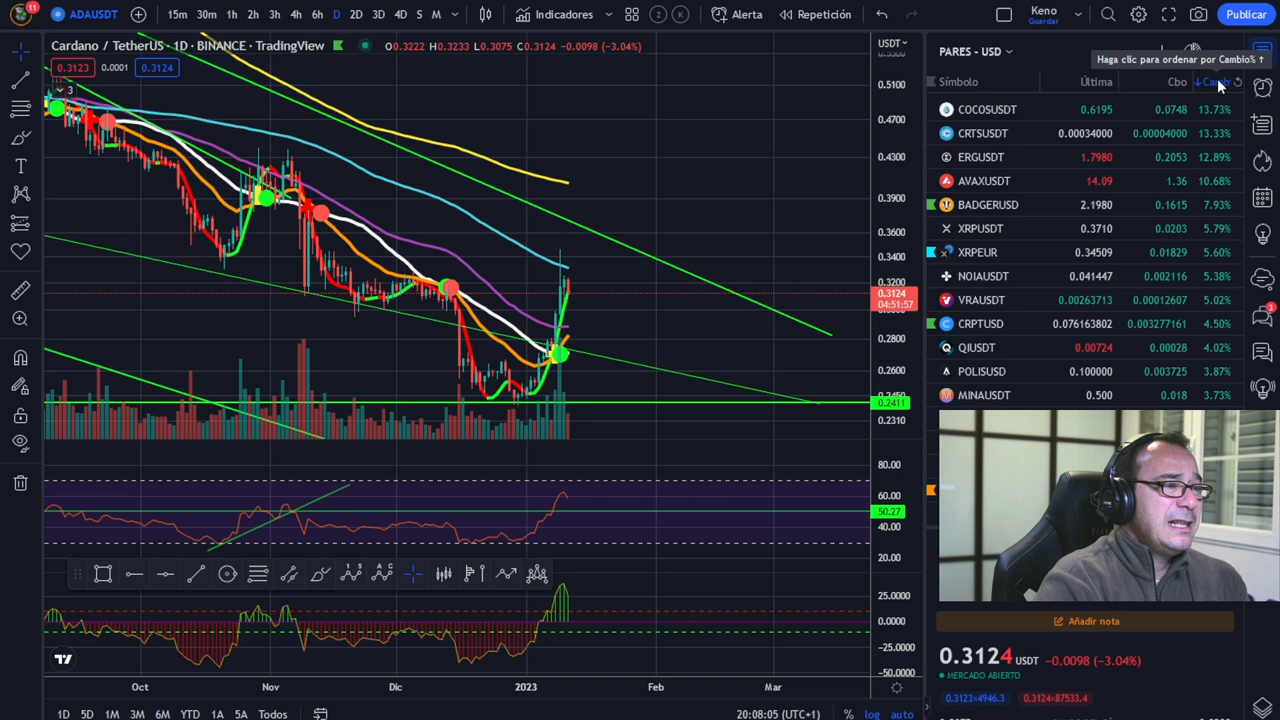 11
ADAUSDT
15m 30m 1h 2h 3h 4h 6h D 2D 3D 4D S M
Indicadores
2 K
Alerta
Repetición
Keno
Guardar
Publicar
Cardano / TetherUS · 1D · BINANCE · TradingView
O0.3222 H0.3233 L0.3075 C0.3124 −0.0098 (−3.04%)
USDT
0.3123 0.0001 0.3124
3
0.5100
0.4700
0.4300
0.3900
0.3600
0.3400
0.3200
0.3124
04:51:57
0.2800
0.2600
0.2411
0.2310
80.00
60.00
50.27
40.00
20.00
25.0000
0.0000
−25.0000
−50.0000
Oct Nov Dic 2023 Feb Mar
1D 5D 1M 3M 6M YTD 1A 5A Todos
20:08:05 (UTC+1)
% log auto
PARES - USD
Haga clic para ordenar por Cambio% ↑
Símbolo Última Cbo
COCOSUSDT 0.6195 0.0748 13.73%
CRTSUSDT 0.00034000 0.00004000 13.33%
ERGUSDT 1.7980 0.2053 12.89%
AVAXUSDT 14.09 1.36 10.68%
BADGERUSD 2.1980 0.1615 7.93%
XRPUSDT 0.3710 0.0203 5.79%
XRPEUR 0.34509 0.01829 5.60%
NOIAUSDT 0.041447 0.002116 5.38%
VRAUSDT 0.00263713 0.00012607 5.02%
CRPTUSD 0.076163802 0.003277161 4.50%
QIUSDT 0.00724 0.00028 4.02%
POLISUSD 0.100000 0.003725 3.87%
MINAUSDT 0.500 0.018 3.73%
3
Añadir nota
0.3124 USDT −0.0098 (−3.04%)
MERCADO ABIERTO
0.3123×4946.3 0.3124×87533.4